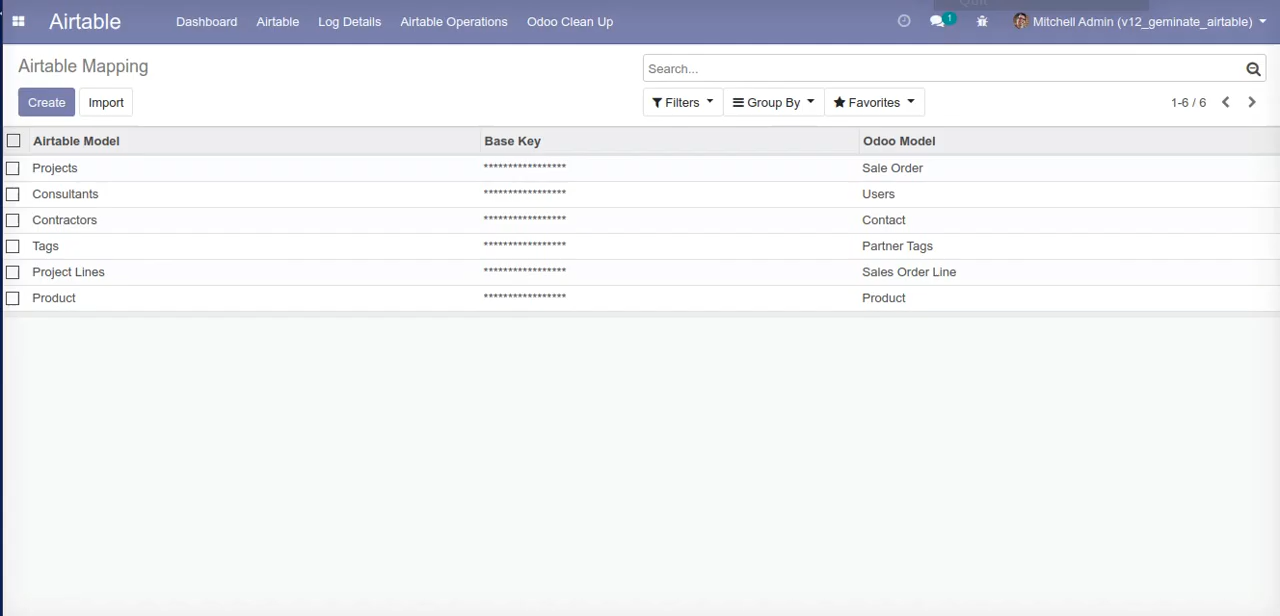 Airtable Dashboard Airtable Log Details Airtable Operations Odoo Clean Up 1 Mitchell Admin (v12_geminate_airtable)
Airtable Mapping Search...
Create Import Filters Group By Favorites 1-6 / 6
Airtable Model Base Key Odoo Model
Projects ***************** Sale Order
Consultants ***************** Users
Contractors ***************** Contact
Tags ***************** Partner Tags
Project Lines ***************** Sales Order Line
Product ***************** Product